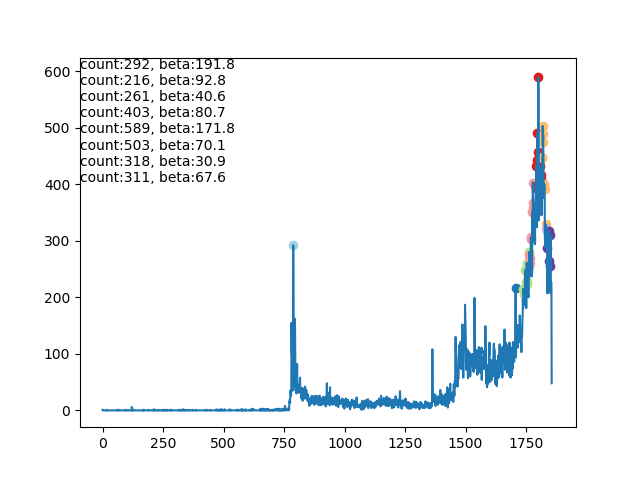 count:292, beta:191.8
count:216, beta:92.8
count:261, beta:40.6
count:403, beta:80.7
count:589, beta:171.8
count:503, beta:70.1
count:318, beta:30.9
count:311, beta:67.6
600
500
400
300
200
100
0
0 250 500 750 1000 1250 1500 1750